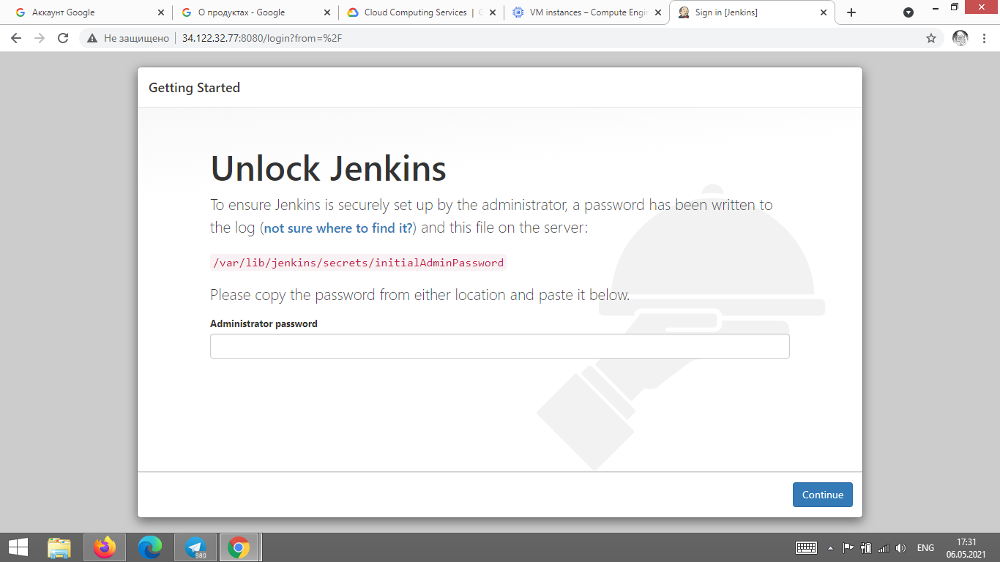 Аккаунт Google
О продуктах - Google
Cloud Computing Services |
VM instances – Compute Engin
Sign in [Jenkins]
Не защищено
34.122.32.77:8080/login?from=%2F
Getting Started
Unlock Jenkins
To ensure Jenkins is securely set up by the administrator, a password has been written to
the log (not sure where to find it?) and this file on the server:
/var/lib/jenkins/secrets/initialAdminPassword
Please copy the password from either location and paste it below.
Administrator password
Continue
980
ENG
17:31
06.05.2021